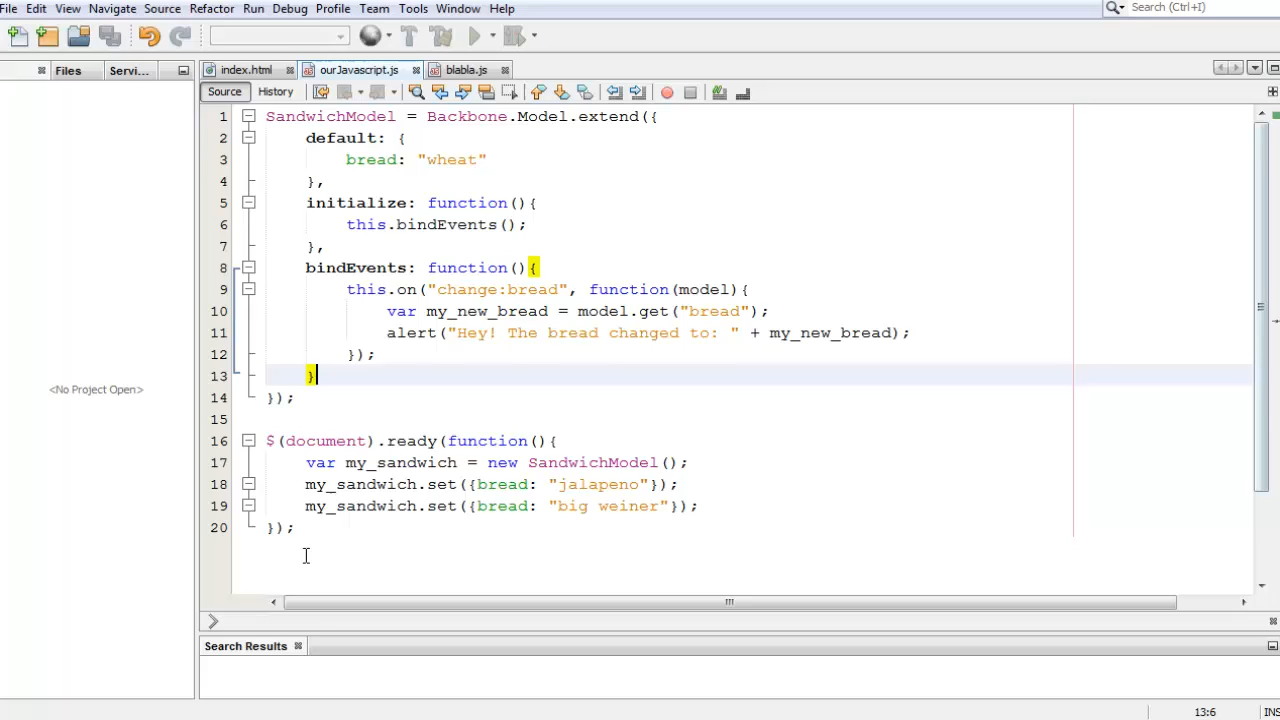 File Edit View Navigate Source Refactor Run Debug Profile Team Tools Window Help Search (Ctrl+I)
Files Servi... index.html ourJavascript.js blabla.js
Source History
1 SandwichModel = Backbone.Model.extend({
2 default: {
3 bread: "wheat"
4 },
5 initialize: function(){
6 this.bindEvents();
7 },
8 bindEvents: function(){
9 this.on("change:bread", function(model){
10 var my_new_bread = model.get("bread");
11 alert("Hey! The bread changed to: " + my_new_bread);
12 });
13 }
14 });
15
16 $(document).ready(function(){
17 var my_sandwich = new SandwichModel();
18 my_sandwich.set({bread: "jalapeno"});
19 my_sandwich.set({bread: "big weiner"});
20 });
<No Project Open>
Search Results
13:6 INS